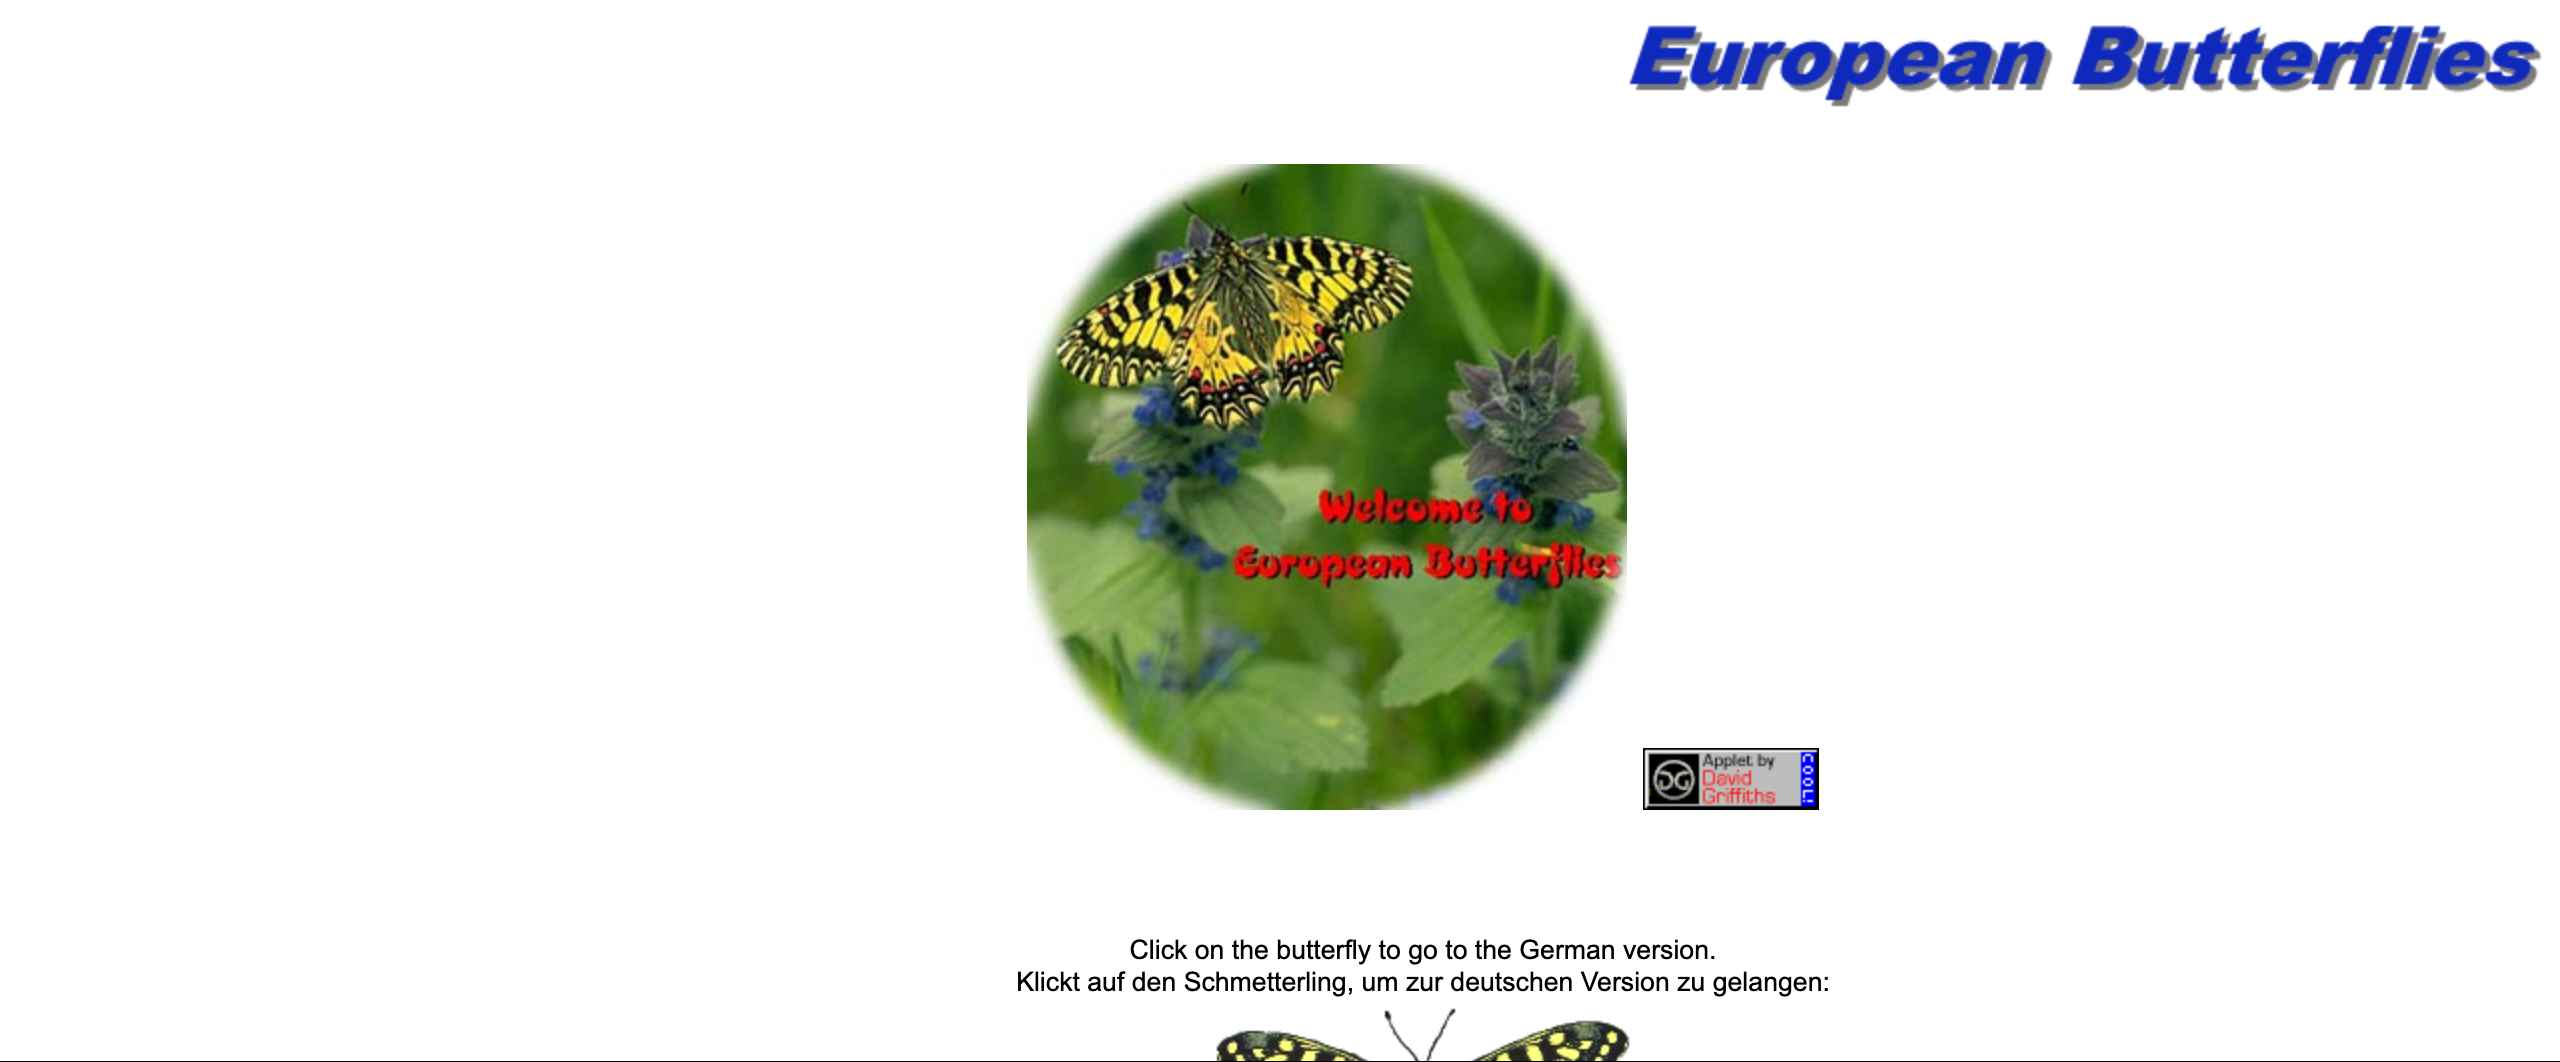 European Butterflies
Welcome to
European Butterflies
Applet by
David
Griffiths
COOL!
Click on the butterfly to go to the German version.
Klickt auf den Schmetterling, um zur deutschen Version zu gelangen: